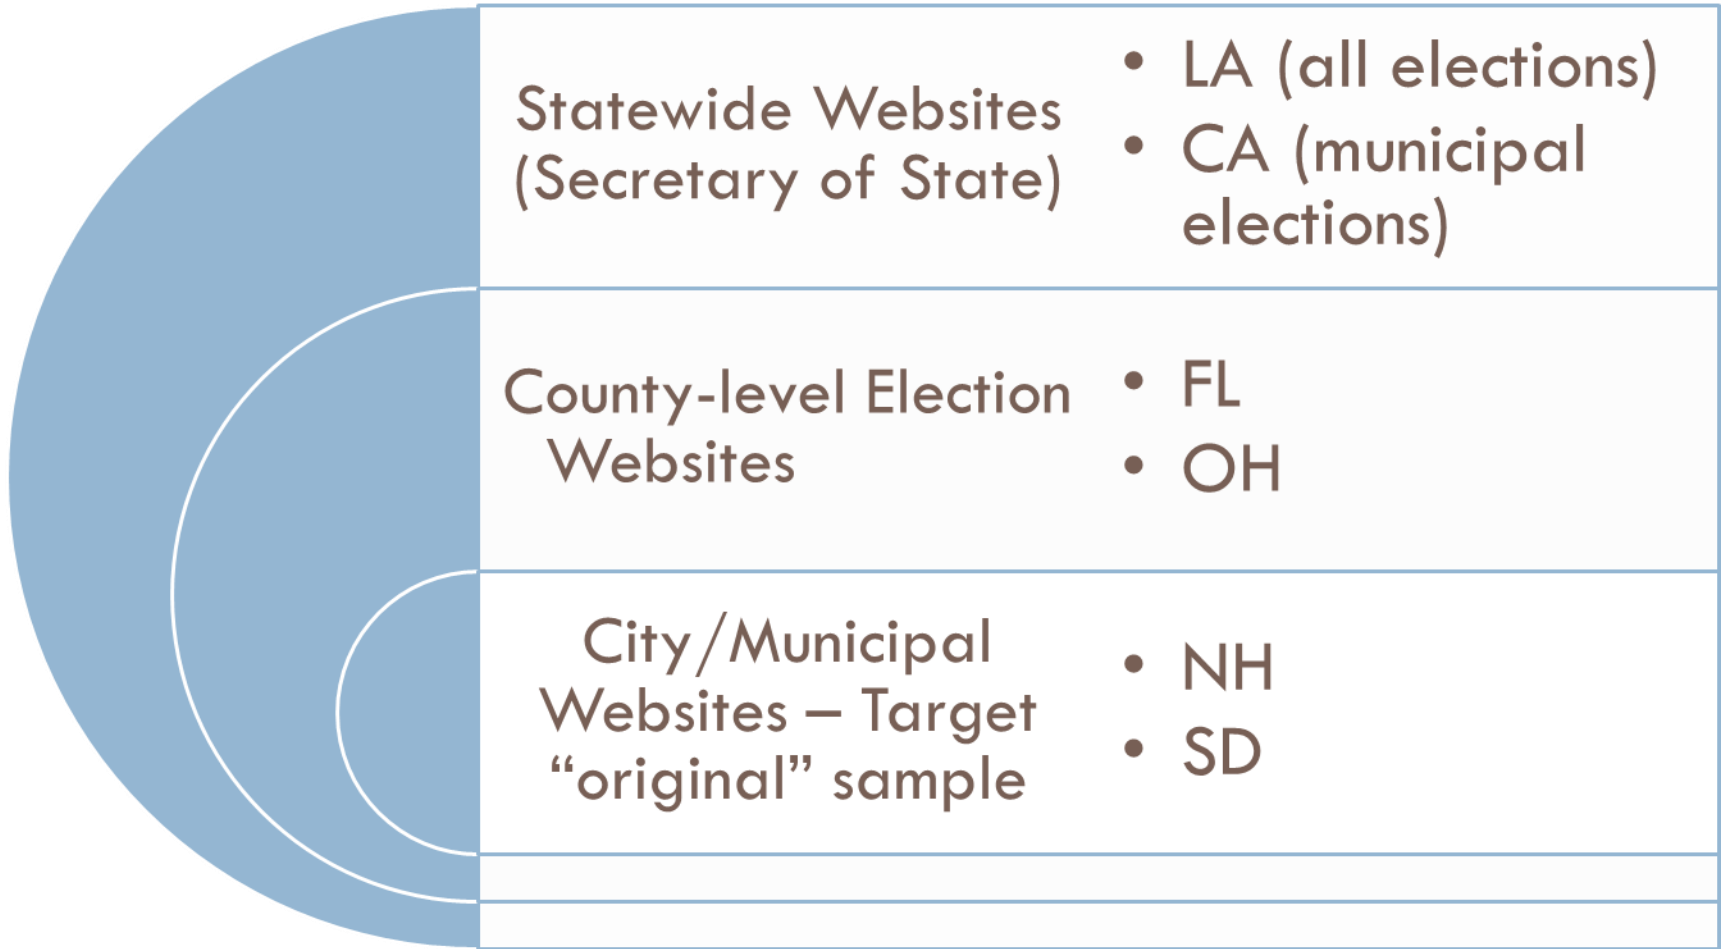 Statewide Websites
(Secretary of State)
• LA (all elections)
• CA (municipal
elections)
County-level Election
Websites
• FL
• OH
City/Municipal
Websites – Target
“original” sample
• NH
• SD